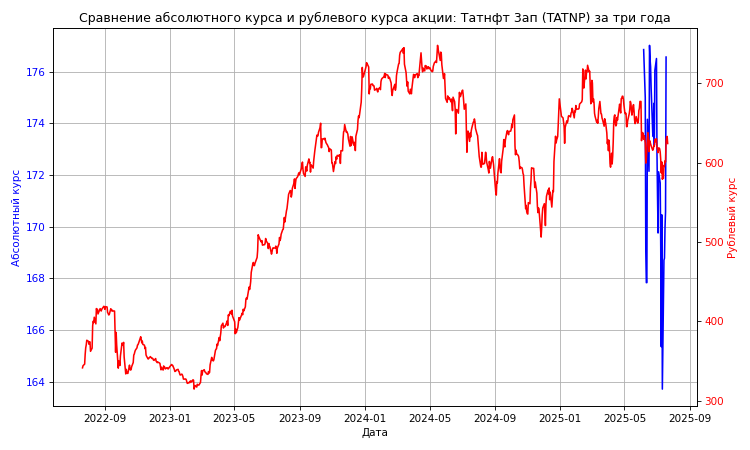 Сравнение абсолютного курса и рублевого курса акции: Татнфт 3ап (TATNP) за три года
176
174
172
170
168
166
164
Абсолютный курс
700
600
500
400
300
Рублевый курс
2022-09 2023-01 2023-05 2023-09 2024-01 2024-05 2024-09 2025-01 2025-05 2025-09
Дата